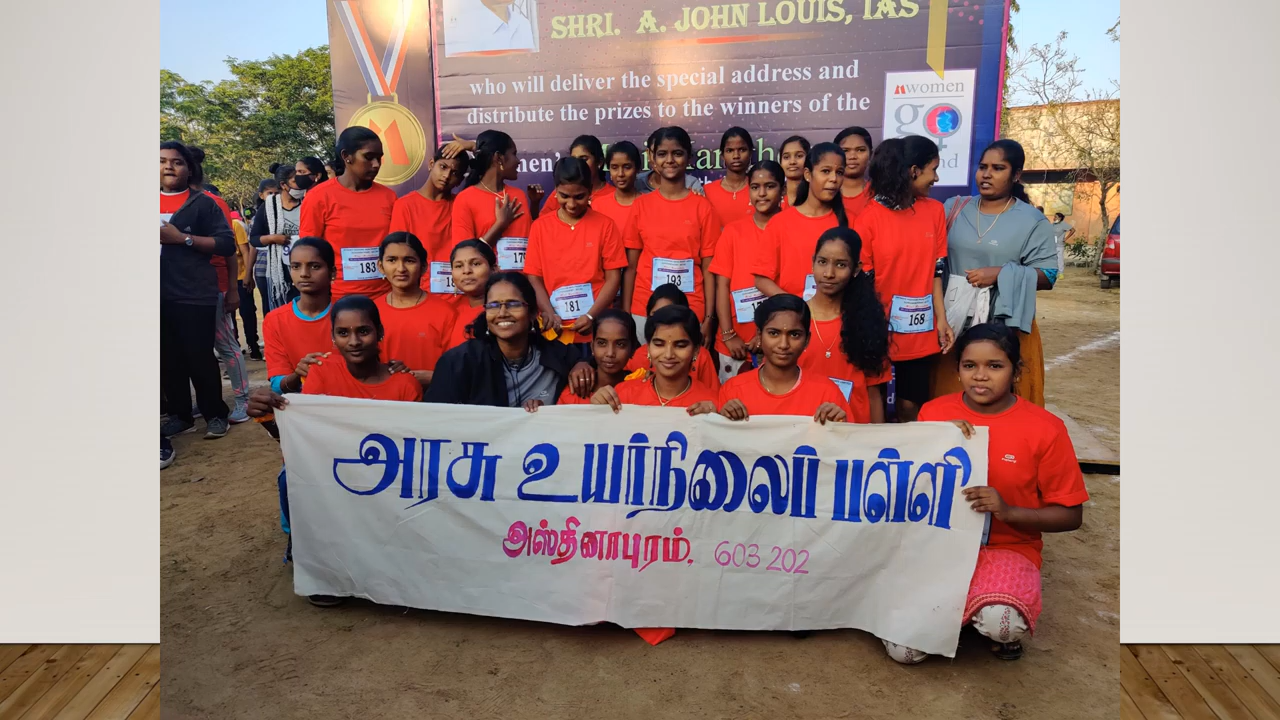 SHRI. A. JOHN LOUIS, IAS
who will deliver the special address and
distribute the prizes to the winners of the
women
go
183
181
193
168
அரசு உயர்நிலைப் பள்ளி
அஸ்தினாபுரம். 603 202